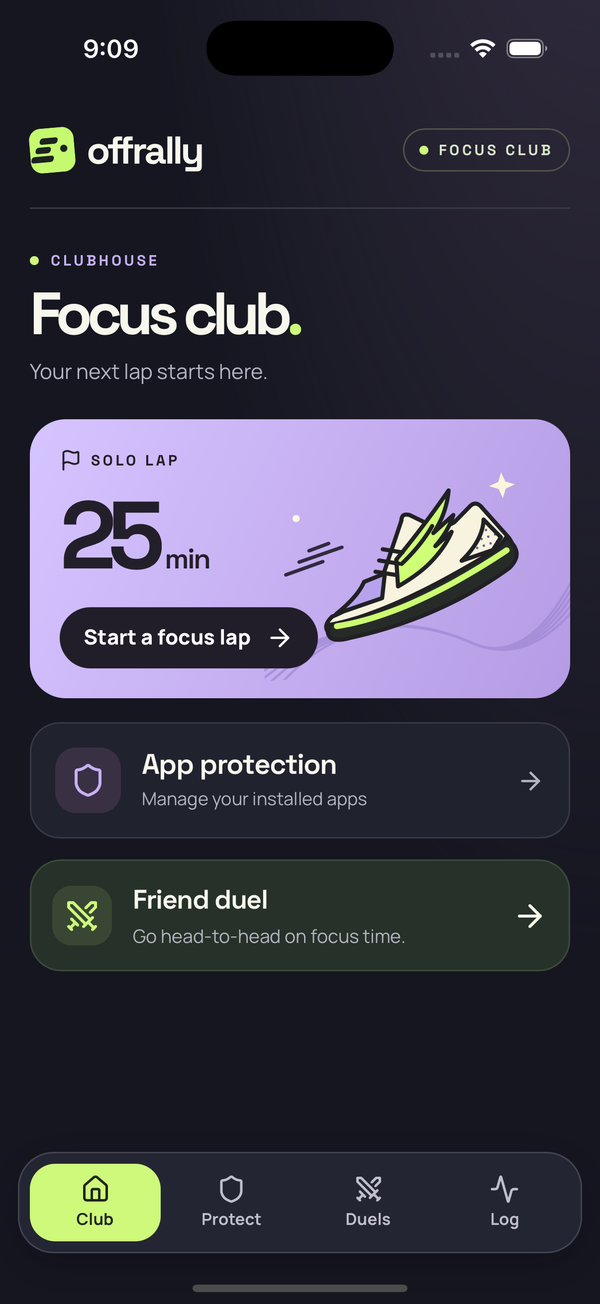 9:09
offrally
FOCUS CLUB
CLUBHOUSE
Focus club.
Your next lap starts here.
SOLO LAP
25 min
Start a focus lap
App protection
Manage your installed apps
Friend duel
Go head-to-head on focus time.
Club
Protect
Duels
Log